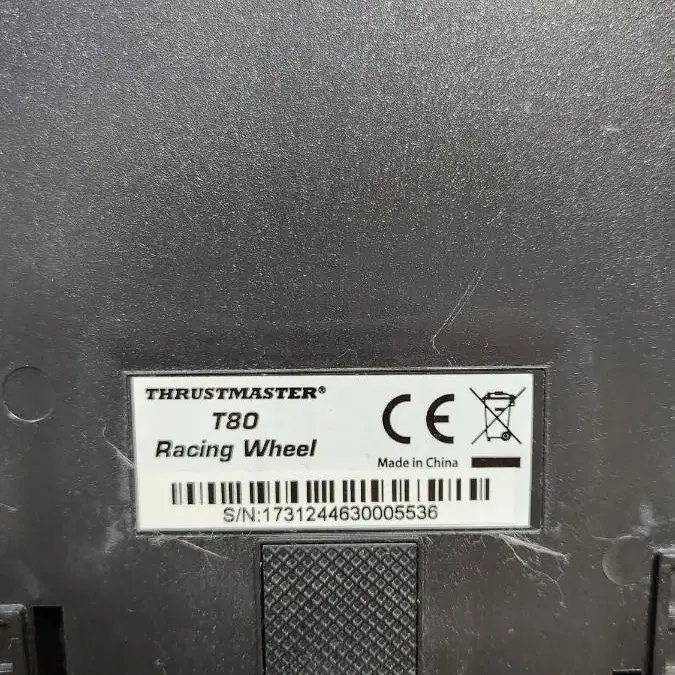 THRUSTMASTER®
T80
Racing Wheel
CE
Made in China
S/N:1731244630005536